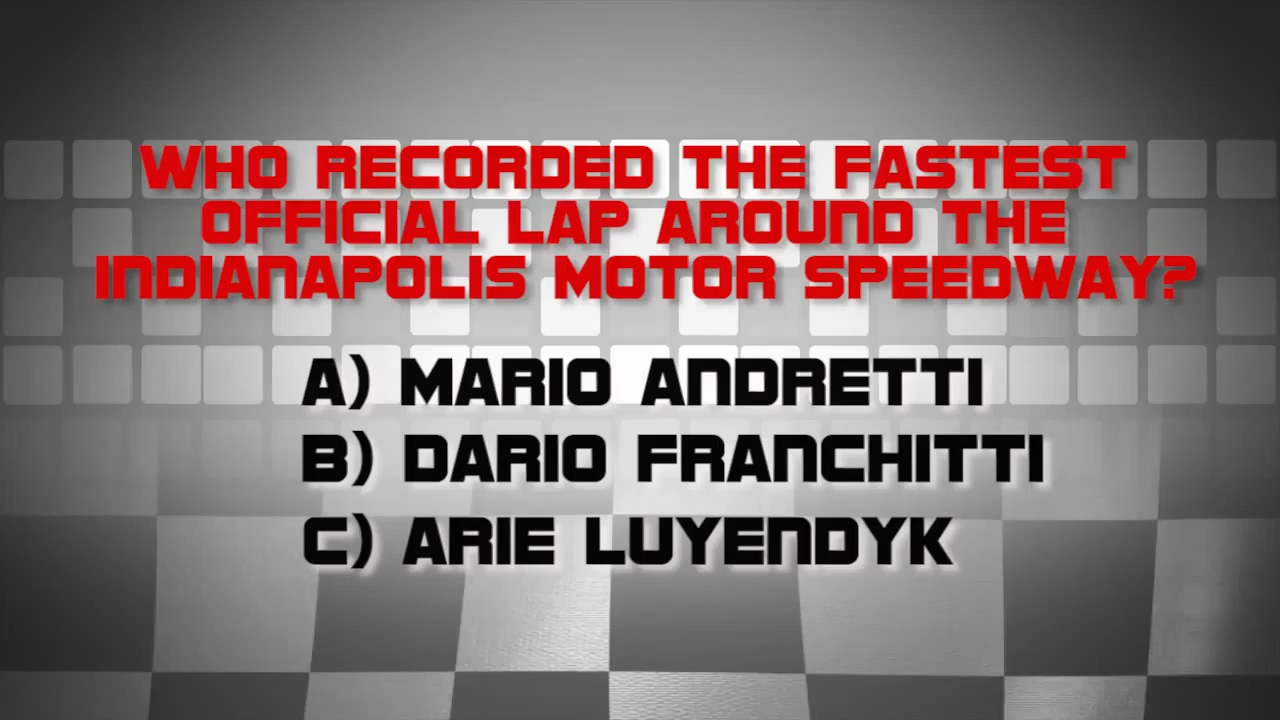 WHO RECORDED THE FASTEST
OFFICIAL LAP AROUND THE
INDIANAPOLIS MOTOR SPEEDWAY?
A) MARIO ANDRETTI
B) DARIO FRANCHITTI
C) ARIE LUYENDYK